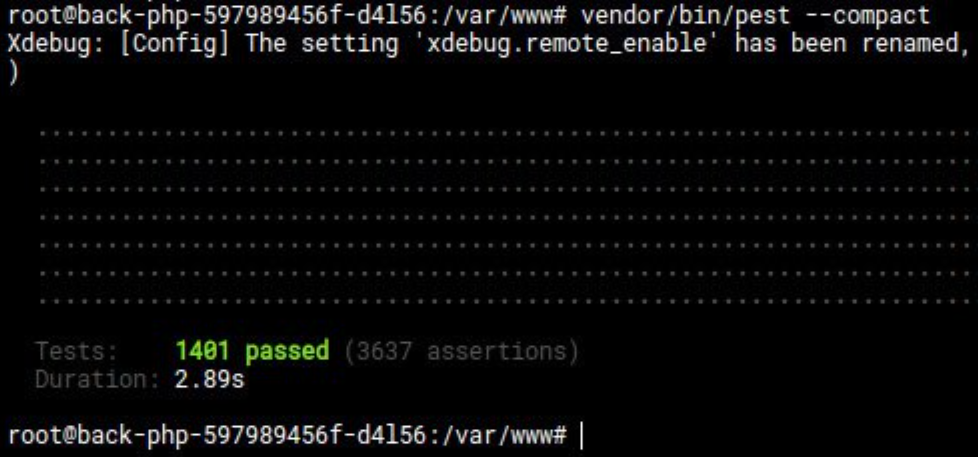 root@back-php-597989456f-d4l56:/var/www# vendor/bin/pest --compact
Xdebug: [Config] The setting 'xdebug.remote_enable' has been renamed,
)
.....................................................................
.....................................................................
.....................................................................
.....................................................................
.....................................................................
.....................................................................
.....................................................................
Tests: 1401 passed (3637 assertions)
Duration: 2.89s
root@back-php-597989456f-d4l56:/var/www#